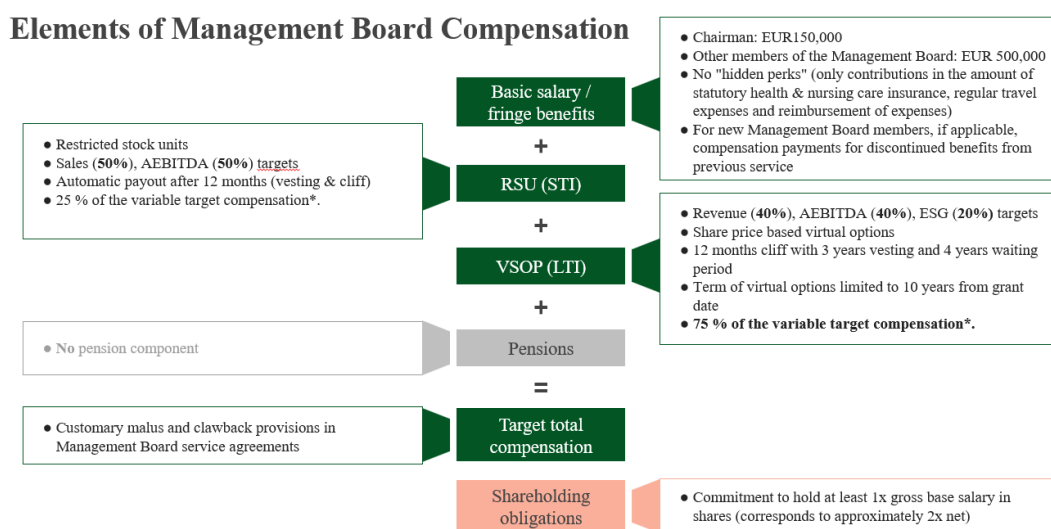 Elements of Management Board Compensation
● Chairman: EUR150,000
● Other members of the Management Board: EUR 500,000
● No "hidden perks" (only contributions in the amount of
statutory health & nursing care insurance, regular travel
expenses and reimbursement of expenses)
● For new Management Board members, if applicable,
compensation payments for discontinued benefits from
previous service
Basic salary /
fringe benefits
+
● Restricted stock units
● Sales (50%), AEBITDA (50%) targets
● Automatic payout after 12 months (vesting & cliff)
● 25 % of the variable target compensation*.
RSU (STI)
+
● Revenue (40%), AEBITDA (40%), ESG (20%) targets
● Share price based virtual options
● 12 months cliff with 3 years vesting and 4 years waiting
period
● Term of virtual options limited to 10 years from grant
date
● 75 % of the variable target compensation*.
VSOP (LTI)
+
● No pension component
Pensions
=
● Customary malus and clawback provisions in
Management Board service agreements
Target total
compensation
Shareholding
obligations
● Commitment to hold at least 1x gross base salary in
shares (corresponds to approximately 2x net)